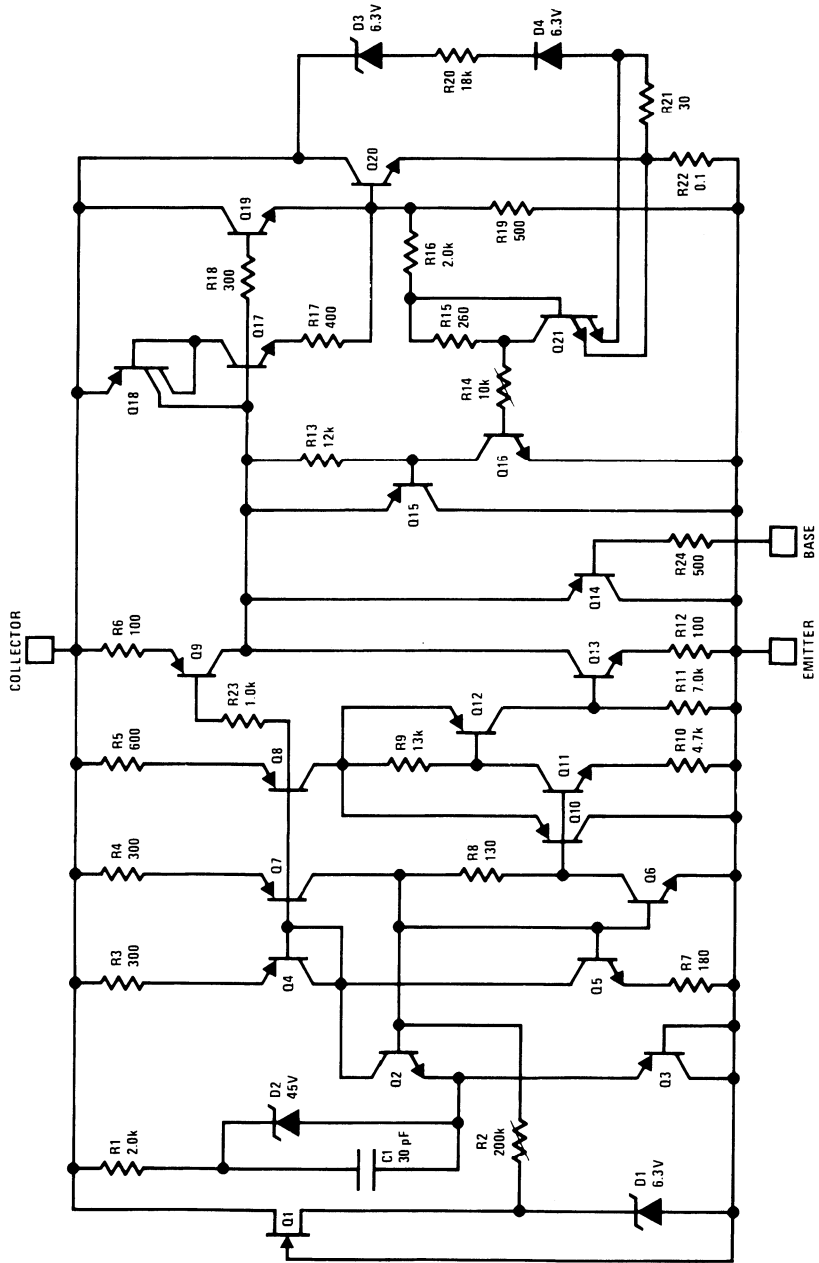 COLLECTOR
R1
2.0k
D2
45V
C1
30 pF
Q1
R2
200k
D1
6.3V
Q2
Q3
R3
300
Q4
Q5
R7
180
R4
300
Q7
R8
130
Q6
R5
600
Q8
R9
13k
Q10
Q11
Q12
R10
4.7k
R11
7.0k
R6
100
Q9
R23
1.0k
Q13
R12
100
EMITTER
Q14
R24
500
BASE
Q15
R13
12k
Q16
R14
10k
Q18
Q17
R17
400
R15
260
R16
2.0k
R18
300
Q19
Q20
R19
500
Q21
R22
0.1
R21
30
D3
6.3V
R20
18k
D4
6.3V